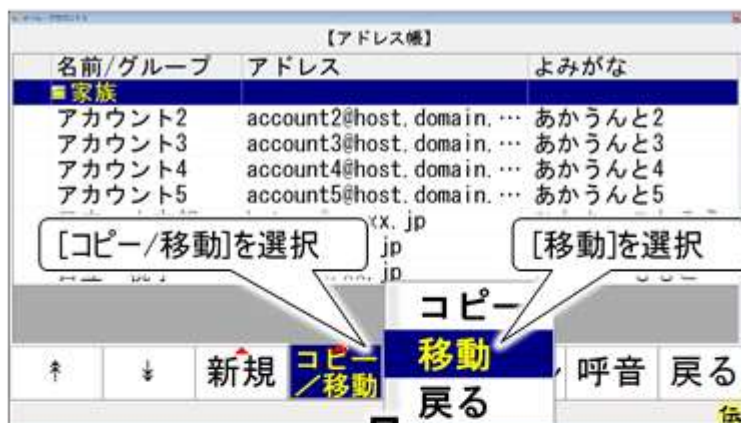 【アドレス帳】
名前/グループ アドレス よみがな
家族
アカウント2 account2@host.domain.… あかうんと2
アカウント3 account3@host.domain.… あかうんと3
アカウント4 account4@host.domain.… あかうんと4
アカウント5 account5@host.domain.… あかうんと5
x.jp
[コピー/移動]を選択 jp [移動]を選択
jp
コピー
移動
戻る
↟ ↡ 新規 コピー/移動 呼音 戻る
伝